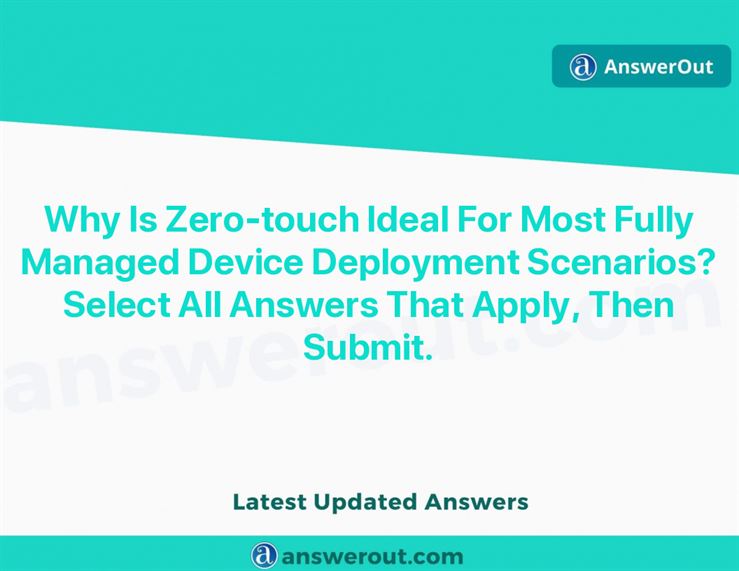 AnswerOut
Why Is Zero-touch Ideal For Most Fully
Managed Device Deployment Scenarios?
Select All Answers That Apply, Then
Submit.
answerout.com
Latest Updated Answers
answerout.com